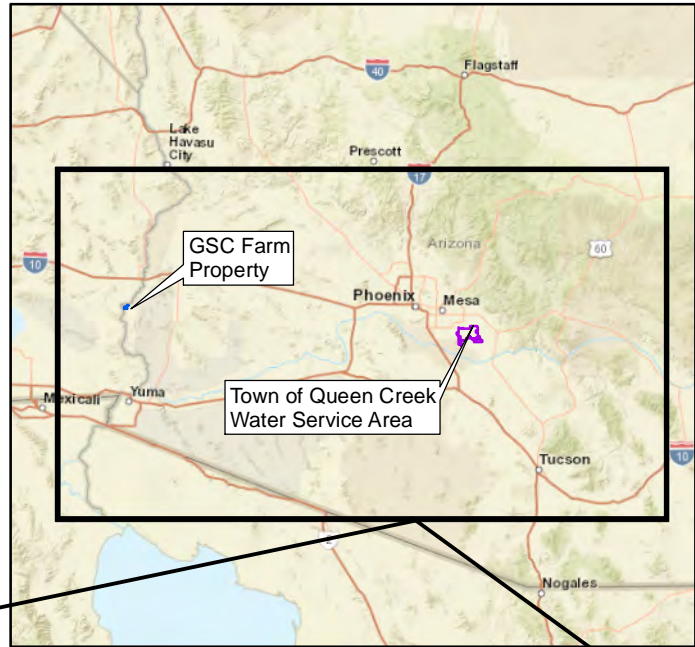 Flagstaff
40
Lake
Havasu
City
Prescott
17
GSC Farm
Property
Arizona
60
10
Phoenix
Mesa
Town of Queen Creek
Water Service Area
Mexicali
Yuma
Tucson
10
2
Nogales